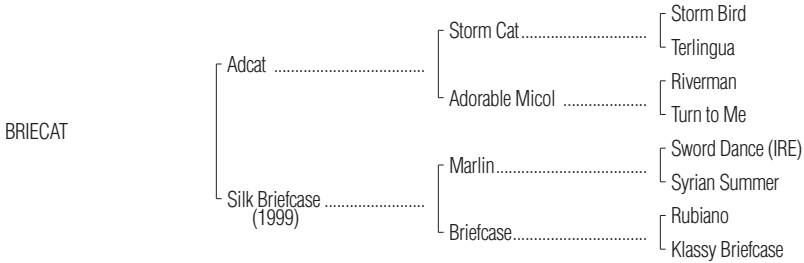 Storm Bird
Storm Cat..............................
Terlingua
Adcat ...................................
Riverman
Adorable Micol ....................
Turn to Me
BRIECAT
Sword Dance (IRE)
Marlin...................................
Syrian Summer
Silk Briefcase .......................
(1999)
Rubiano
Briefcase...............................
Klassy Briefcase